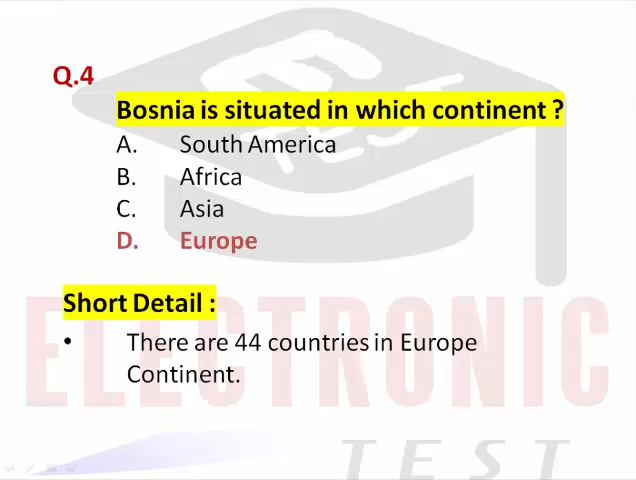 Q.4
Bosnia is situated in which continent ?
A. South America
B. Africa
C. Asia
D. Europe
Short Detail :
• There are 44 countries in Europe
Continent.
E
TEST
ELECTRONIC
TEST